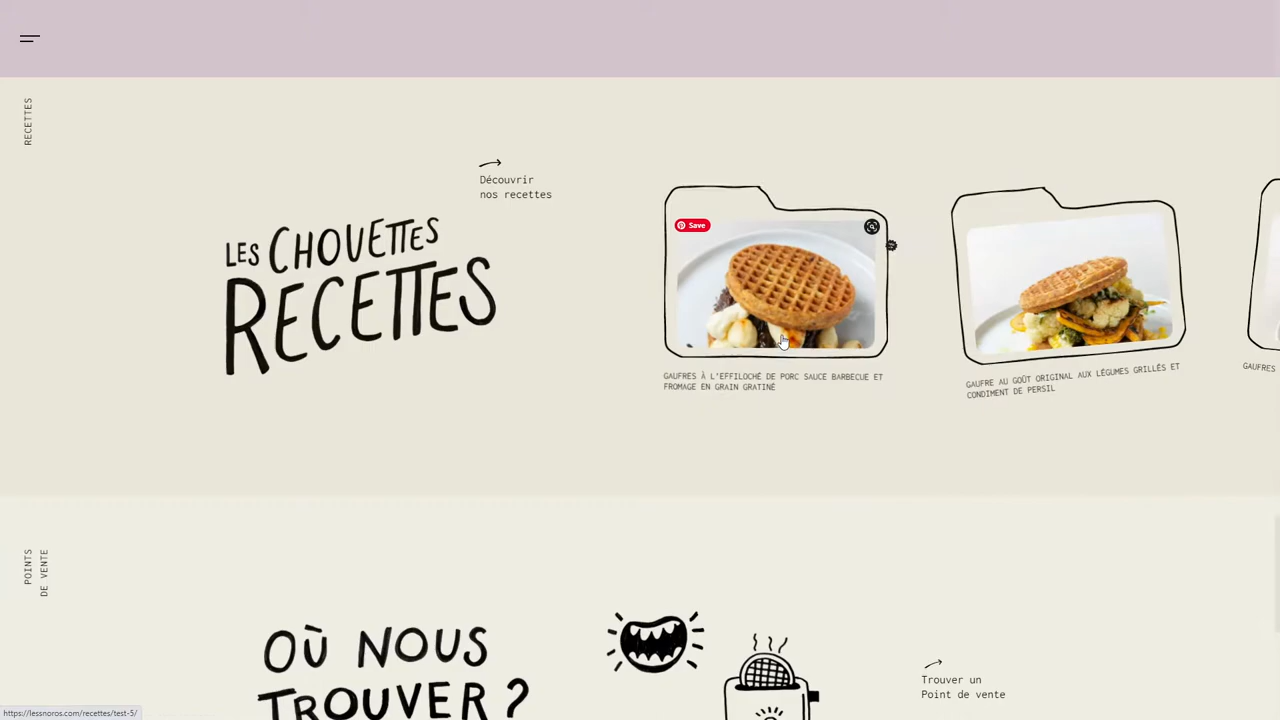 RECETTES
Découvrir
nos recettes
LES CHOUETTES
RECETTES
Save
GAUFRES À L'EFFILOCHÉ DE PORC SAUCE BARBECUE ET
FROMAGE EN GRAIN GRATINÉ
GAUFRE AU GOÛT ORIGINAL AUX LÉGUMES GRILLÉS ET
CONDIMENT DE PERSIL
GAUFRES
POINTS
DE VENTE
OÙ NOUS
TROUVER ?
Trouver un
Point de vente
https://lessnoros.com/recettes/test-5/